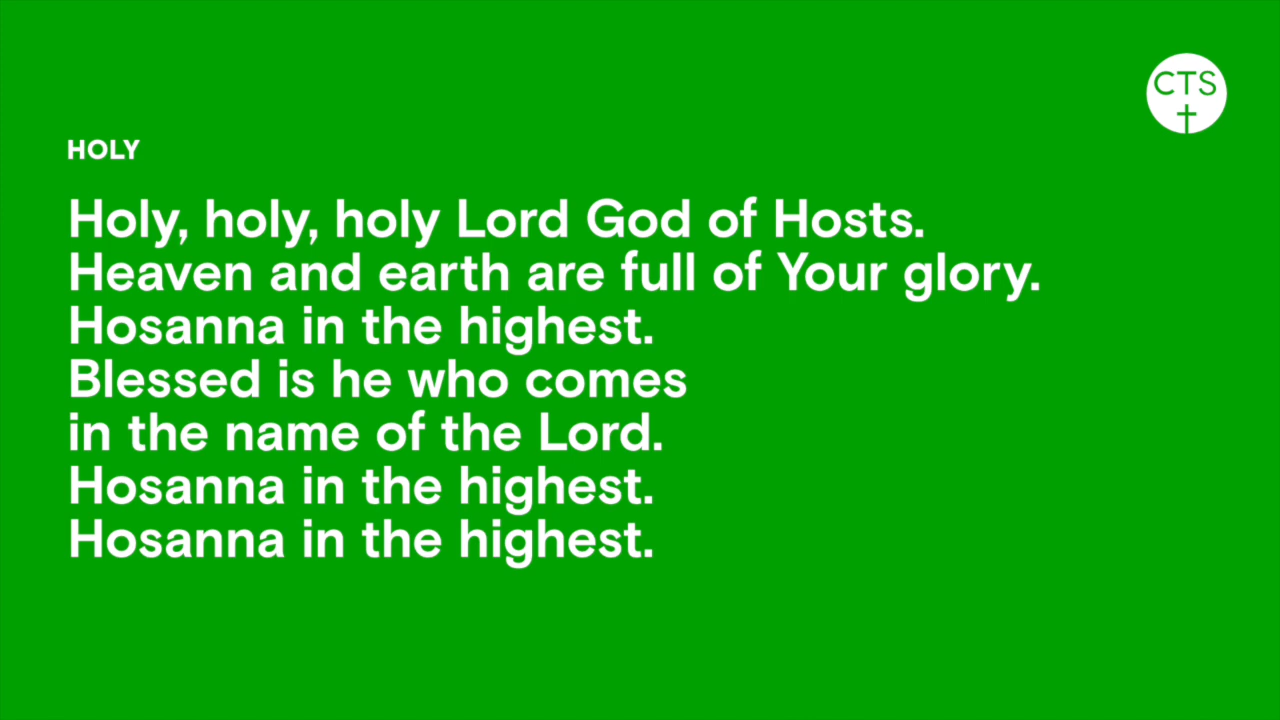 CTS
HOLY
Holy, holy, holy Lord God of Hosts.
Heaven and earth are full of Your glory.
Hosanna in the highest.
Blessed is he who comes
in the name of the Lord.
Hosanna in the highest.
Hosanna in the highest.